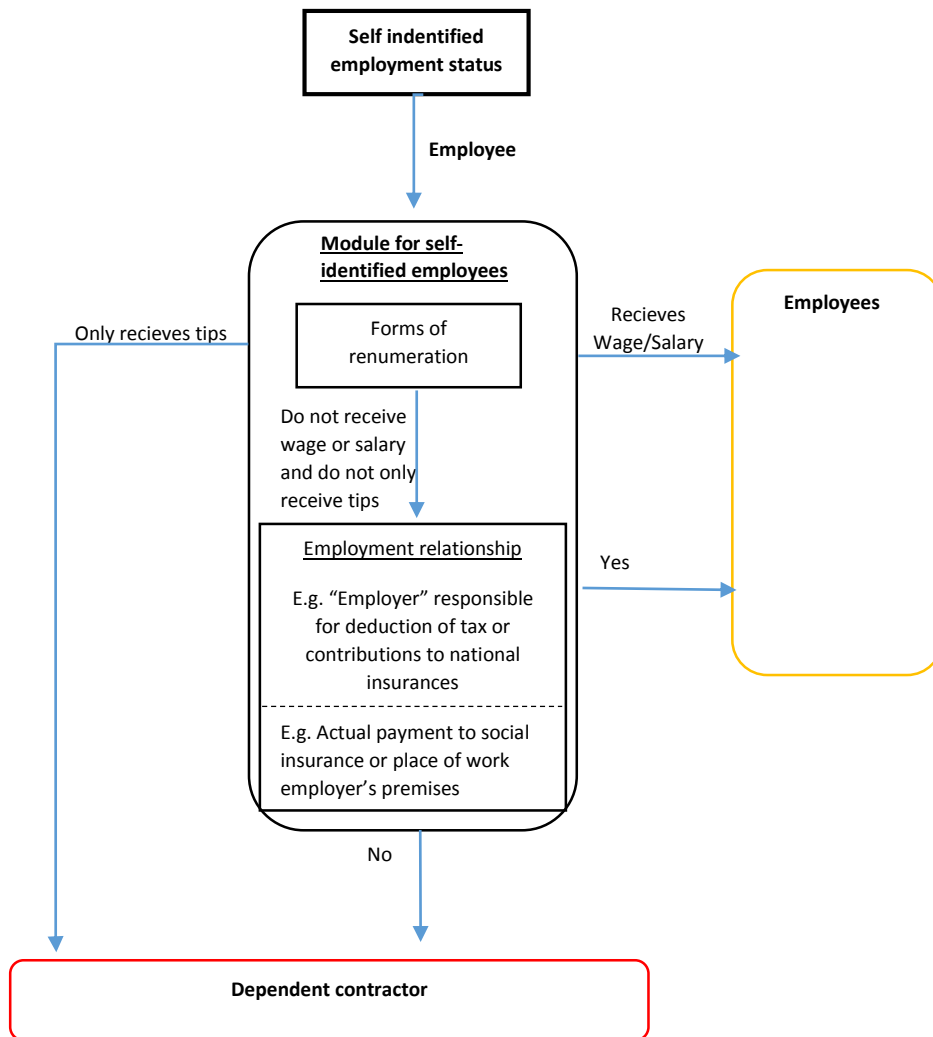 Self indentified
employment status
Employee
Module for self-
identified employees
Only recieves tips
Forms of
renumeration
Recieves
Wage/Salary
Employees
Do not receive
wage or salary
and do not only
receive tips
Employment relationship
E.g. “Employer” responsible
for deduction of tax or
contributions to national
insurances
Yes
E.g. Actual payment to social
insurance or place of work
employer’s premises
No
Dependent contractor